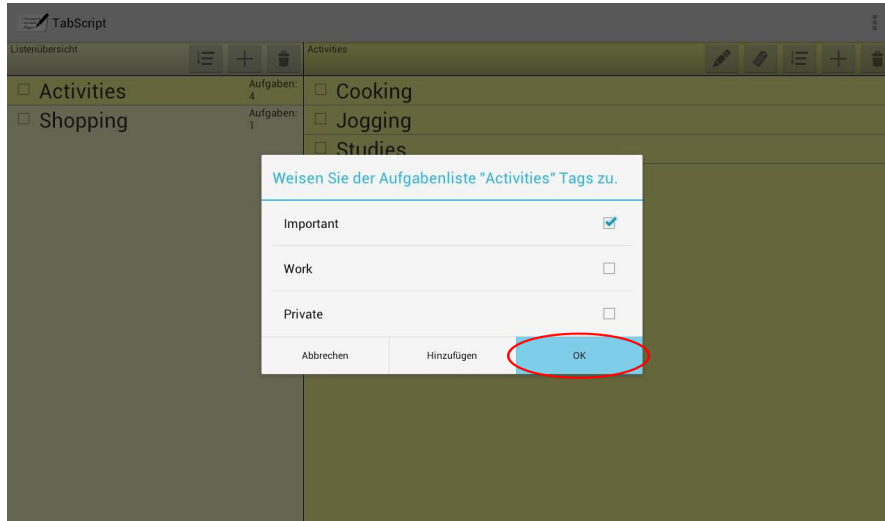 TabScript
Listenübersicht
Activities
Activities
Aufgaben:
4
Shopping
Aufgaben:
1
Cooking
Jogging
Studies
Weisen Sie der Aufgabenliste "Activities" Tags zu.
Important
Work
Private
Abbrechen
Hinzufügen
OK